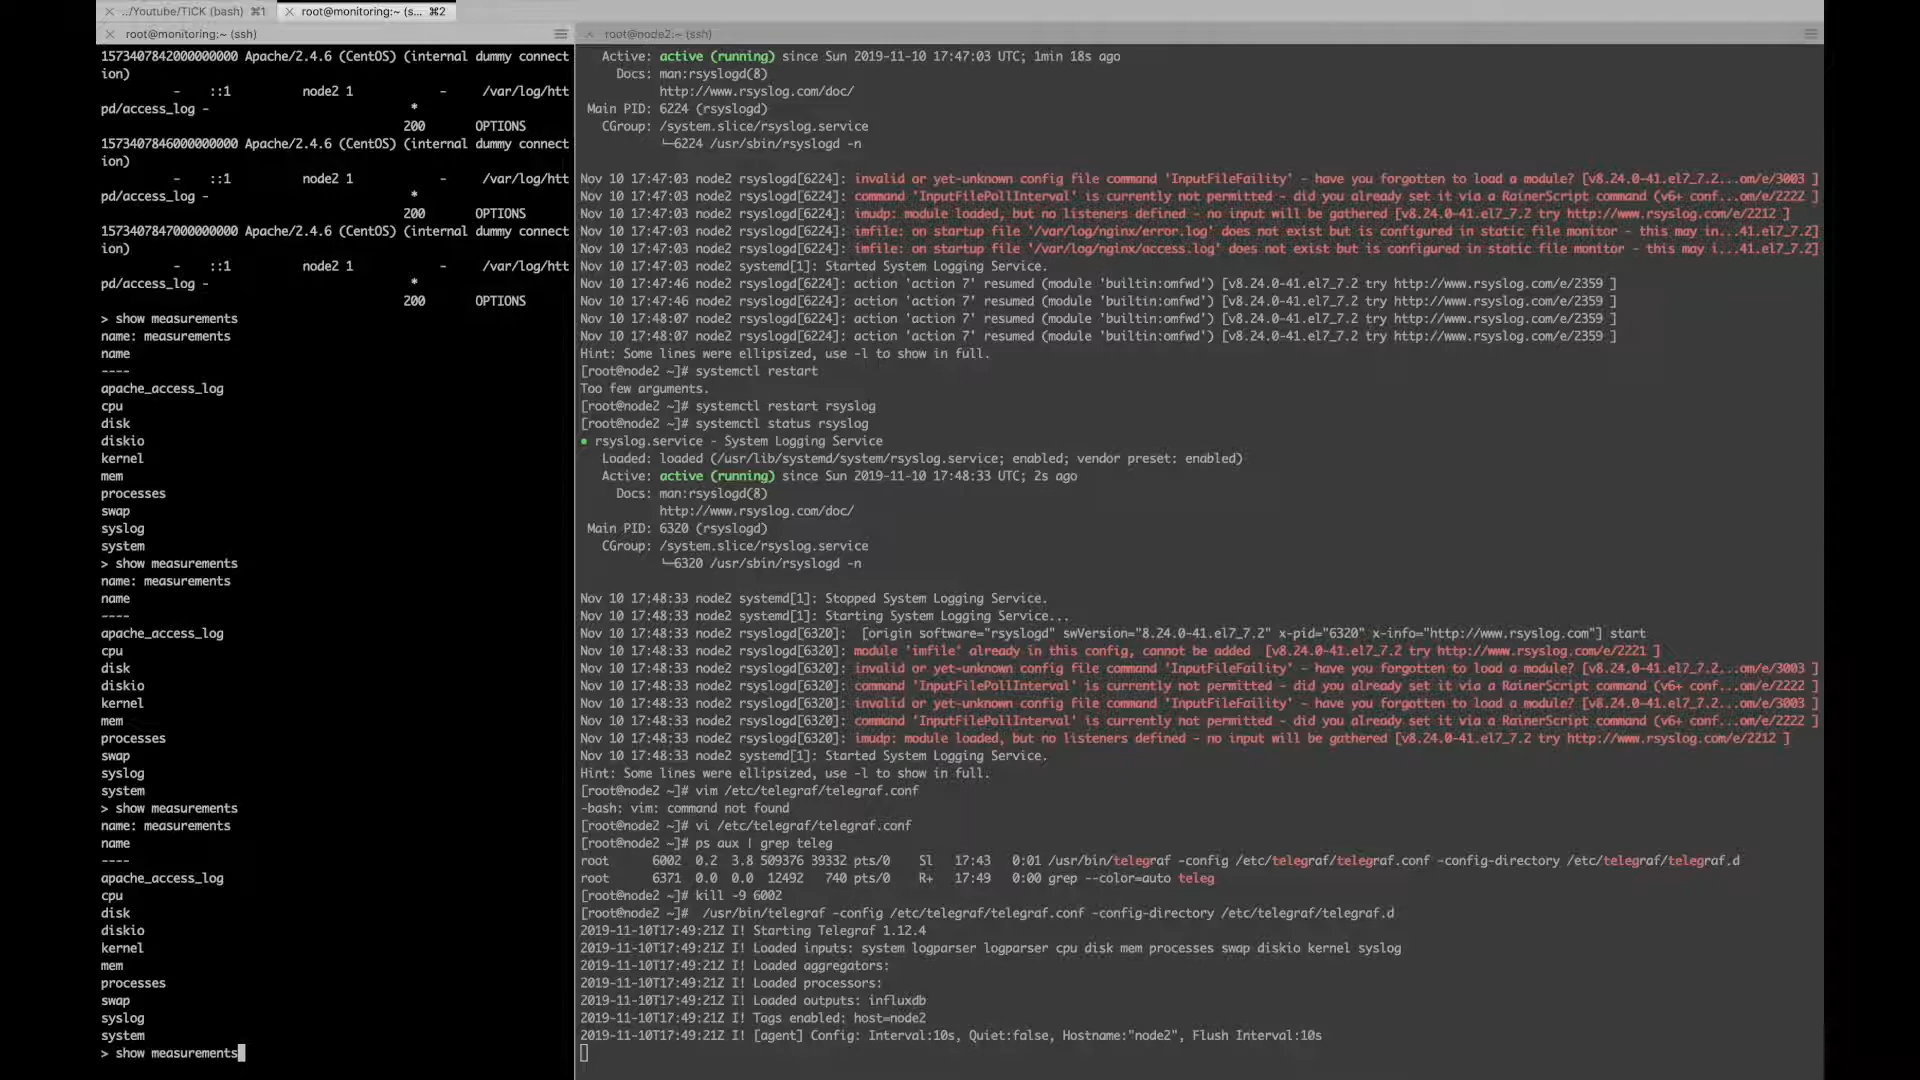 ../Youtube/TICK (bash) ⌘1
root@monitoring:~ (s... ⌘2
root@monitoring:~ (ssh)
1573407842000000000 Apache/2.4.6 (CentOS) (internal dummy connect
ion)
- ::1 node2 1 - /var/log/htt
pd/access_log -
*
200 OPTIONS
1573407846000000000 Apache/2.4.6 (CentOS) (internal dummy connect
ion)
- ::1 node2 1 - /var/log/htt
pd/access_log -
*
200 OPTIONS
1573407847000000000 Apache/2.4.6 (CentOS) (internal dummy connect
ion)
- ::1 node2 1 - /var/log/htt
pd/access_log -
*
200 OPTIONS
> show measurements
name: measurements
name
----
apache_access_log
cpu
disk
diskio
kernel
mem
processes
swap
syslog
system
> show measurements
name: measurements
name
----
apache_access_log
cpu
disk
diskio
kernel
mem
processes
swap
syslog
system
> show measurements
name: measurements
name
----
apache_access_log
cpu
disk
diskio
kernel
mem
processes
swap
syslog
system
> show measurements
root@node2:~ (ssh)
Active: active (running) since Sun 2019-11-10 17:47:03 UTC; 1min 18s ago
Docs: man:rsyslogd(8)
http://www.rsyslog.com/doc/
Main PID: 6224 (rsyslogd)
CGroup: /system.slice/rsyslog.service
└─6224 /usr/sbin/rsyslogd -n
Nov 10 17:47:03 node2 rsyslogd[6224]: invalid or yet-unknown config file command 'InputFileFaility' - have you forgotten to load a module? [v8.24.0-41.el7_7.2...om/e/3003 ]
Nov 10 17:47:03 node2 rsyslogd[6224]: command 'InputFilePollInterval' is currently not permitted - did you already set it via a RainerScript command (v6+ conf...om/e/2222 ]
Nov 10 17:47:03 node2 rsyslogd[6224]: imudp: module loaded, but no listeners defined - no input will be gathered [v8.24.0-41.el7_7.2 try http://www.rsyslog.com/e/2212 ]
Nov 10 17:47:03 node2 rsyslogd[6224]: imfile: on startup file '/var/log/nginx/error.log' does not exist but is configured in static file monitor - this may in...41.el7_7.2]
Nov 10 17:47:03 node2 rsyslogd[6224]: imfile: on startup file '/var/log/nginx/access.log' does not exist but is configured in static file monitor - this may i...41.el7_7.2]
Nov 10 17:47:03 node2 systemd[1]: Started System Logging Service.
Nov 10 17:47:46 node2 rsyslogd[6224]: action 'action 7' resumed (module 'builtin:omfwd') [v8.24.0-41.el7_7.2 try http://www.rsyslog.com/e/2359 ]
Nov 10 17:47:46 node2 rsyslogd[6224]: action 'action 7' resumed (module 'builtin:omfwd') [v8.24.0-41.el7_7.2 try http://www.rsyslog.com/e/2359 ]
Nov 10 17:48:07 node2 rsyslogd[6224]: action 'action 7' resumed (module 'builtin:omfwd') [v8.24.0-41.el7_7.2 try http://www.rsyslog.com/e/2359 ]
Nov 10 17:48:07 node2 rsyslogd[6224]: action 'action 7' resumed (module 'builtin:omfwd') [v8.24.0-41.el7_7.2 try http://www.rsyslog.com/e/2359 ]
Hint: Some lines were ellipsized, use -l to show in full.
[root@node2 ~]# systemctl restart
Too few arguments.
[root@node2 ~]# systemctl restart rsyslog
[root@node2 ~]# systemctl status rsyslog
● rsyslog.service - System Logging Service
Loaded: loaded (/usr/lib/systemd/system/rsyslog.service; enabled; vendor preset: enabled)
Active: active (running) since Sun 2019-11-10 17:48:33 UTC; 2s ago
Docs: man:rsyslogd(8)
http://www.rsyslog.com/doc/
Main PID: 6320 (rsyslogd)
CGroup: /system.slice/rsyslog.service
└─6320 /usr/sbin/rsyslogd -n
Nov 10 17:48:33 node2 systemd[1]: Stopped System Logging Service.
Nov 10 17:48:33 node2 systemd[1]: Starting System Logging Service...
Nov 10 17:48:33 node2 rsyslogd[6320]: [origin software="rsyslogd" swVersion="8.24.0-41.el7_7.2" x-pid="6320" x-info="http://www.rsyslog.com"] start
Nov 10 17:48:33 node2 rsyslogd[6320]: module 'imfile' already in this config, cannot be added [v8.24.0-41.el7_7.2 try http://www.rsyslog.com/e/2221 ]
Nov 10 17:48:33 node2 rsyslogd[6320]: invalid or yet-unknown config file command 'InputFileFaility' - have you forgotten to load a module? [v8.24.0-41.el7_7.2...om/e/3003 ]
Nov 10 17:48:33 node2 rsyslogd[6320]: command 'InputFilePollInterval' is currently not permitted - did you already set it via a RainerScript command (v6+ conf...om/e/2222 ]
Nov 10 17:48:33 node2 rsyslogd[6320]: invalid or yet-unknown config file command 'InputFileFaility' - have you forgotten to load a module? [v8.24.0-41.el7_7.2...om/e/3003 ]
Nov 10 17:48:33 node2 rsyslogd[6320]: command 'InputFilePollInterval' is currently not permitted - did you already set it via a RainerScript command (v6+ conf...om/e/2222 ]
Nov 10 17:48:33 node2 rsyslogd[6320]: imudp: module loaded, but no listeners defined - no input will be gathered [v8.24.0-41.el7_7.2 try http://www.rsyslog.com/e/2212 ]
Nov 10 17:48:33 node2 systemd[1]: Started System Logging Service.
Hint: Some lines were ellipsized, use -l to show in full.
[root@node2 ~]# vim /etc/telegraf/telegraf.conf
-bash: vim: command not found
[root@node2 ~]# vi /etc/telegraf/telegraf.conf
[root@node2 ~]# ps aux | grep teleg
root 6002 0.2 3.8 509376 39332 pts/0 Sl 17:43 0:01 /usr/bin/telegraf -config /etc/telegraf/telegraf.conf -config-directory /etc/telegraf/telegraf.d
root 6371 0.0 0.0 12492 740 pts/0 R+ 17:49 0:00 grep --color=auto teleg
[root@node2 ~]# kill -9 6002
[root@node2 ~]# /usr/bin/telegraf -config /etc/telegraf/telegraf.conf -config-directory /etc/telegraf/telegraf.d
2019-11-10T17:49:21Z I! Starting Telegraf 1.12.4
2019-11-10T17:49:21Z I! Loaded inputs: system logparser logparser cpu disk mem processes swap diskio kernel syslog
2019-11-10T17:49:21Z I! Loaded aggregators:
2019-11-10T17:49:21Z I! Loaded processors:
2019-11-10T17:49:21Z I! Loaded outputs: influxdb
2019-11-10T17:49:21Z I! Tags enabled: host=node2
2019-11-10T17:49:21Z I! [agent] Config: Interval:10s, Quiet:false, Hostname:"node2", Flush Interval:10s